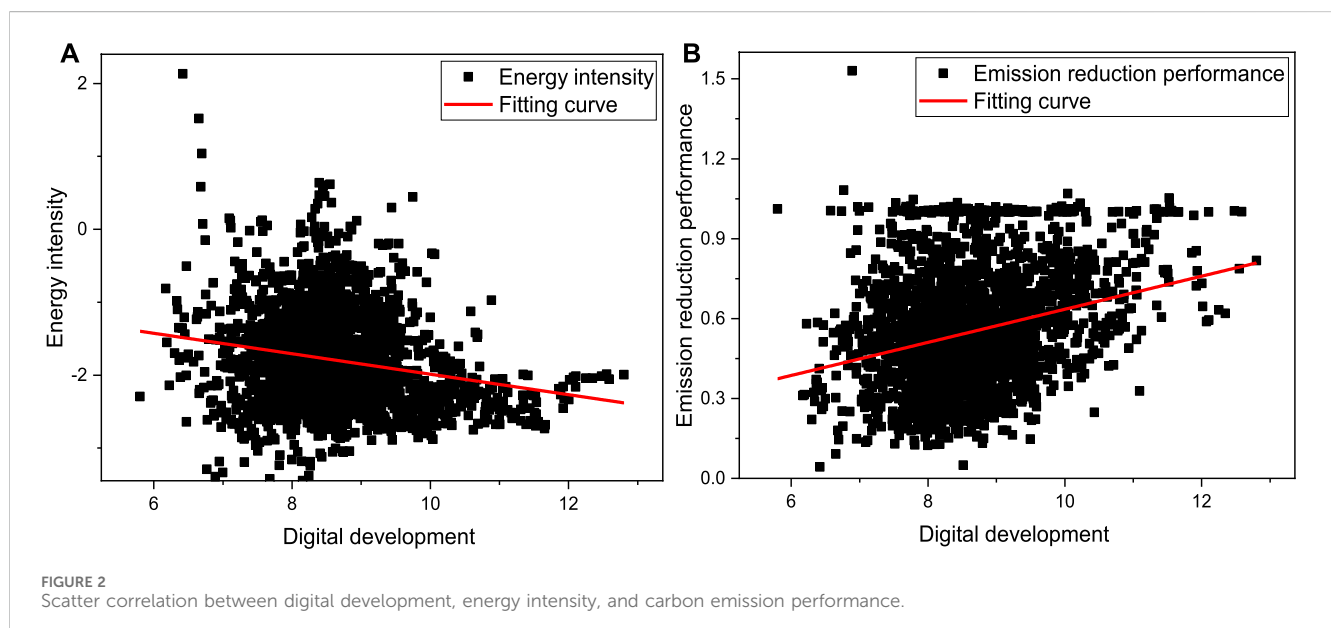 A
Energy intensity
Fitting curve
2
0
-2
Energy intensity
6
8
10
12
Digital development
B
Emission reduction performance
Fitting curve
1.5
1.2
0.9
0.6
0.3
0.0
Emission reduction performance
6
8
10
12
Digital development
FIGURE 2
Scatter correlation between digital development, energy intensity, and carbon emission performance.